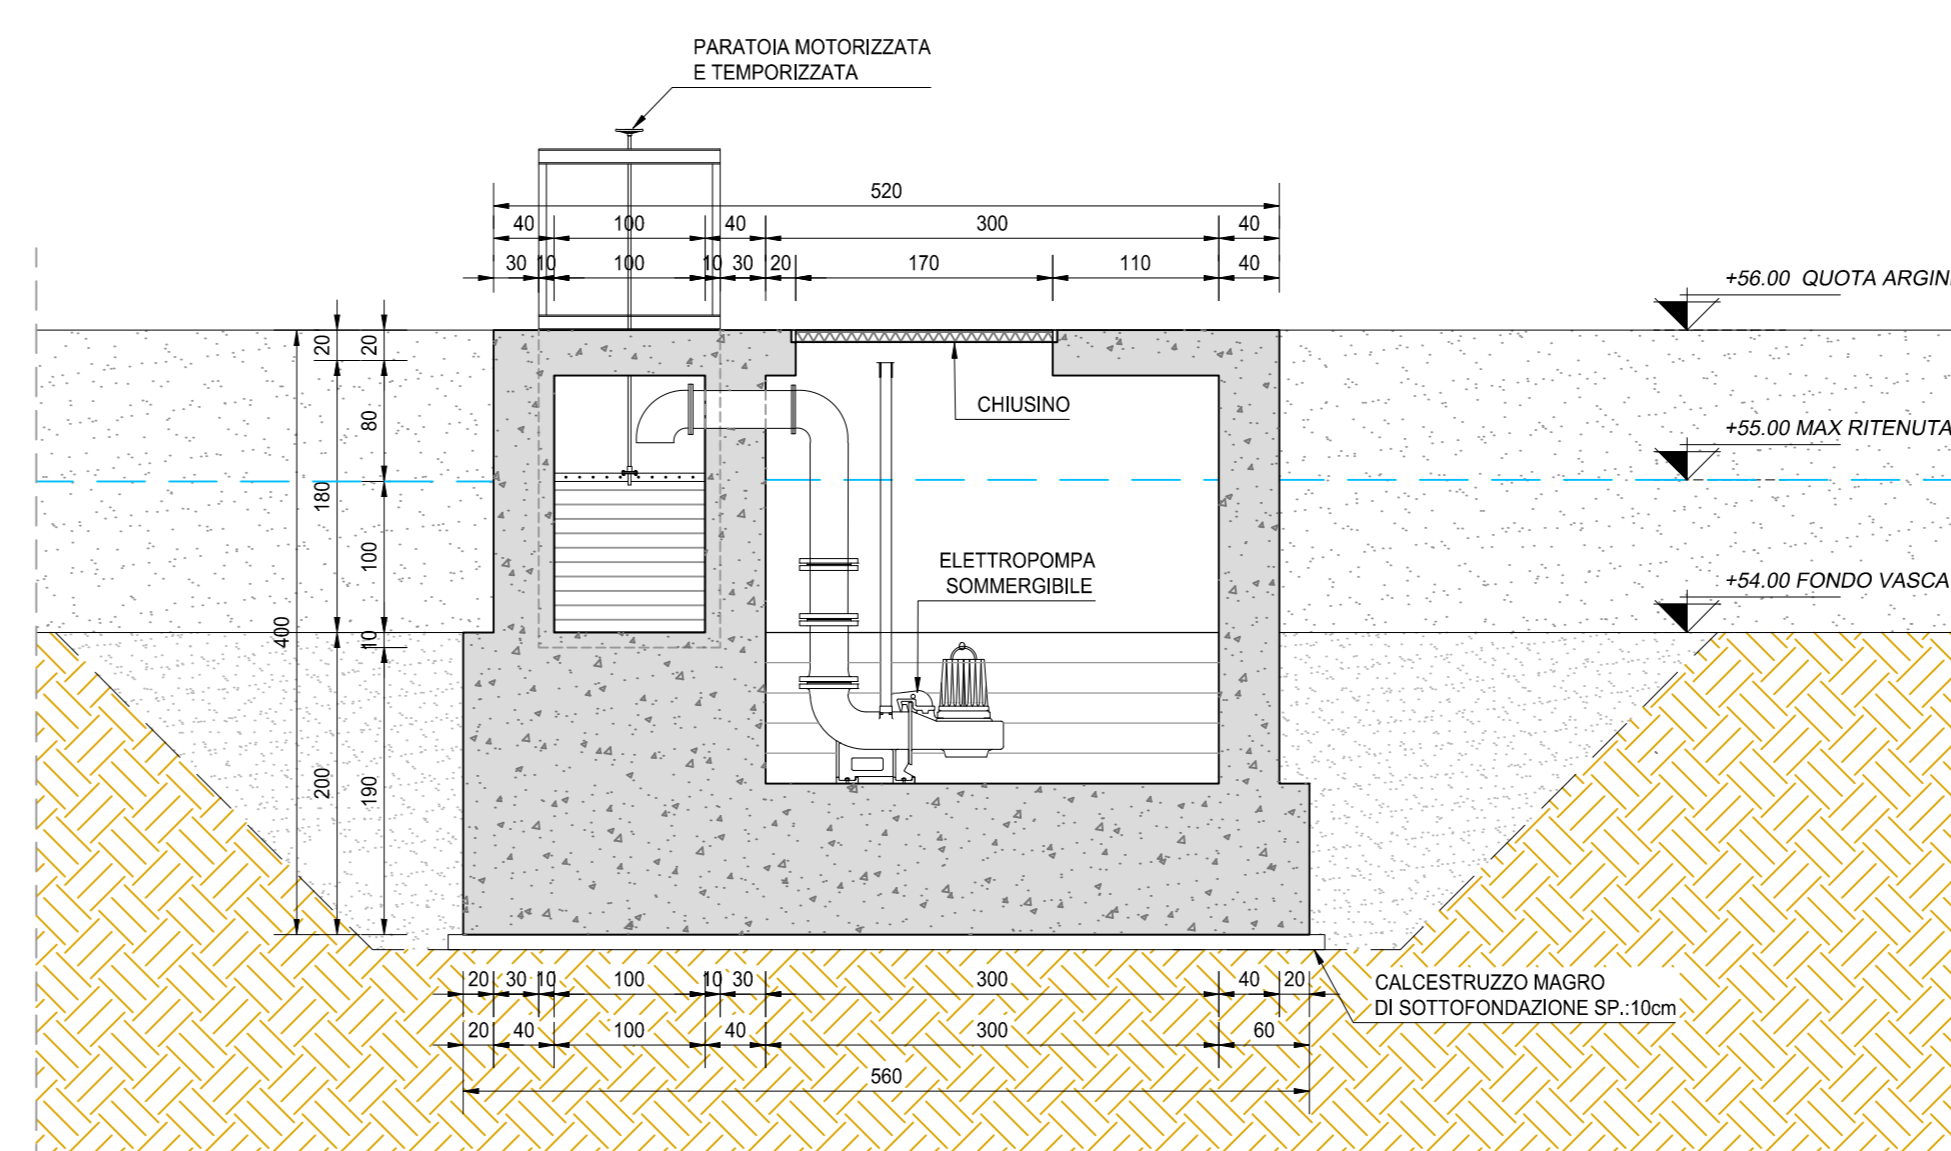 PARATOIA MOTORIZZATA
E TEMPORIZZATA
520
40 100 40 300 40
30 10 100 10 30 20 170 110 40
+56.00 QUOTA ARGIN
20 20
80
CHIUSINO
+55.00 MAX RITENUTA
180
100
ELETTROPOMPA
SOMMERGIBILE
+54.00 FONDO VASCA
400
10
200
190
20 30 10 100 10 30 300 40 20
CALCESTRUZZO MAGRO
DI SOTTOFONDAZIONE SP.:10cm
20 40 100 40 300 60
560